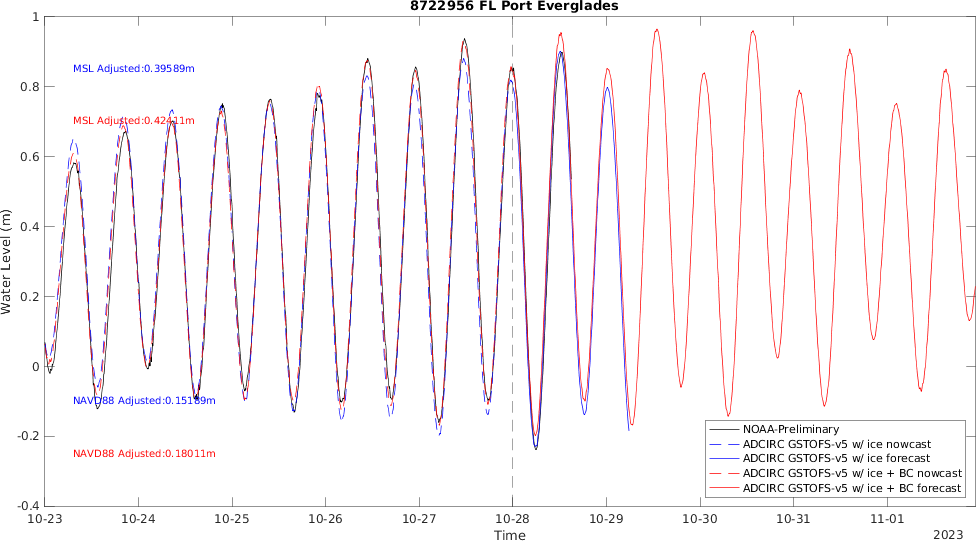 8722956 FL Port Everglades
Water Level (m)
1
0.8
0.6
0.4
0.2
0
-0.2
-0.4
MSL Adjusted:0.39589m
MSL Adjusted:0.42411m
NAVD88 Adjusted:0.15189m
NAVD88 Adjusted:0.18011m
NOAA-Preliminary
ADCIRC GSTOFS-v5 w/ ice nowcast
ADCIRC GSTOFS-v5 w/ ice forecast
ADCIRC GSTOFS-v5 w/ ice + BC nowcast
ADCIRC GSTOFS-v5 w/ ice + BC forecast
10-23 10-24 10-25 10-26 10-27 10-28 10-29 10-30 10-31 11-01
Time
2023